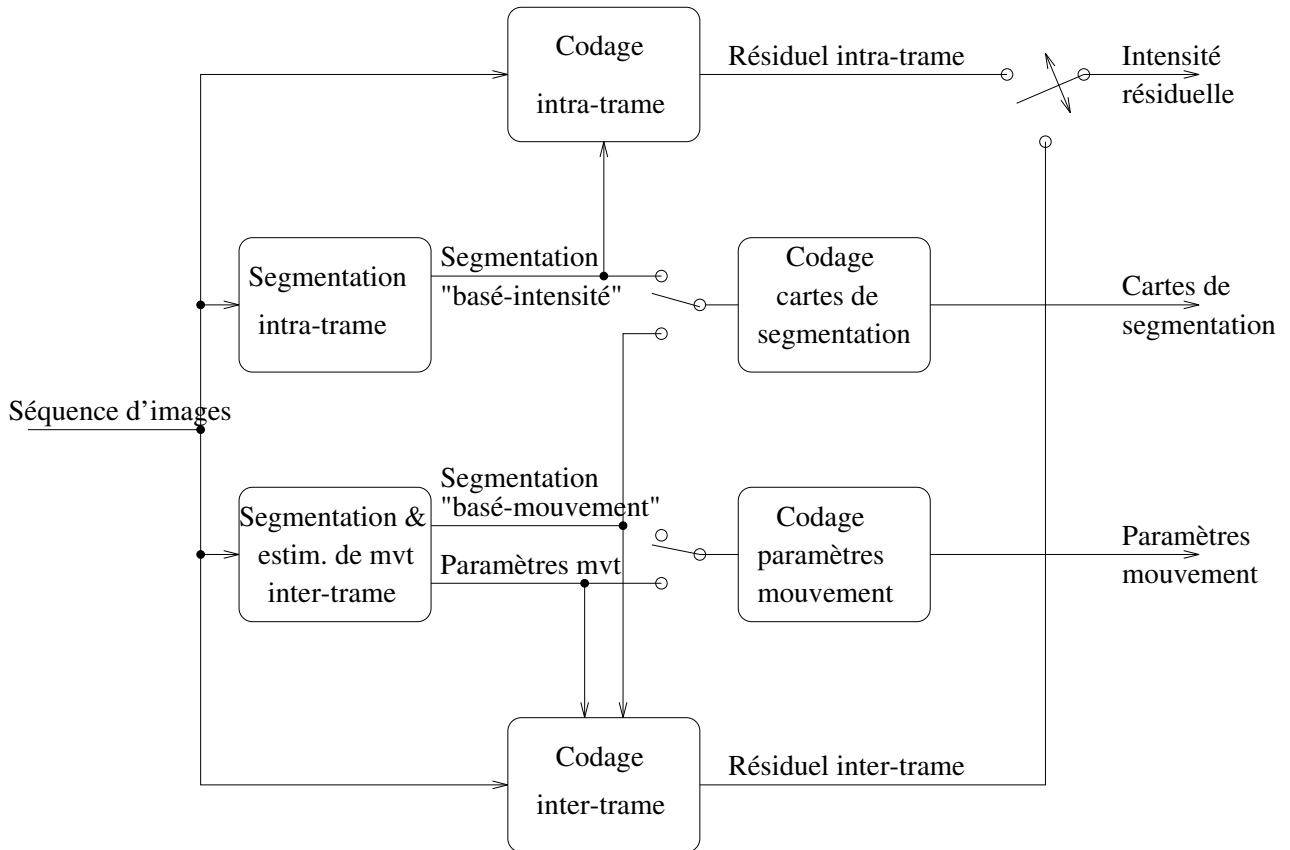 Codage
intra-trame
Résiduel intra-trame
Intensité
résiduelle
Segmentation
intra-trame
Segmentation
"basé-intensité"
Codage
cartes de
segmentation
Cartes de
segmentation
Séquence d'images
Segmentation &
estim. de mvt
inter-trame
Segmentation
"basé-mouvement"
Paramètres mvt
Codage
paramètres
mouvement
Paramètres
mouvement
Codage
inter-trame
Résiduel inter-trame